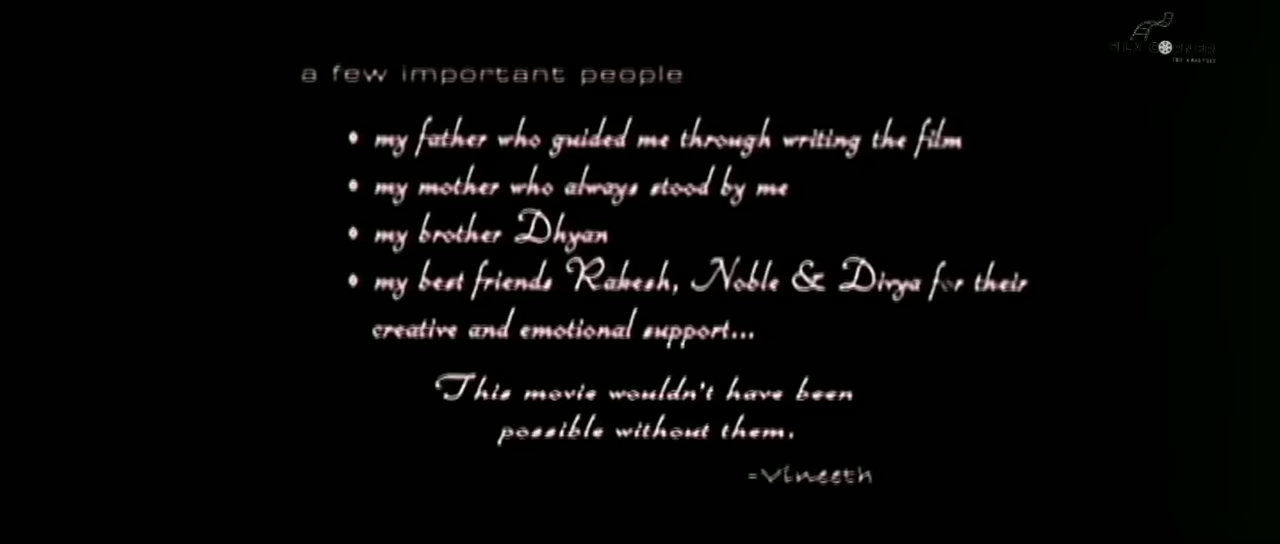 a few important people
• my father who guided me through writing the film
• my mother who always stood by me
• my brother Dhyan
• my best friends Rakesh, Noble & Divya for their
creative and emotional support...
This movie wouldn't have been
possible without them.
-Vineeth